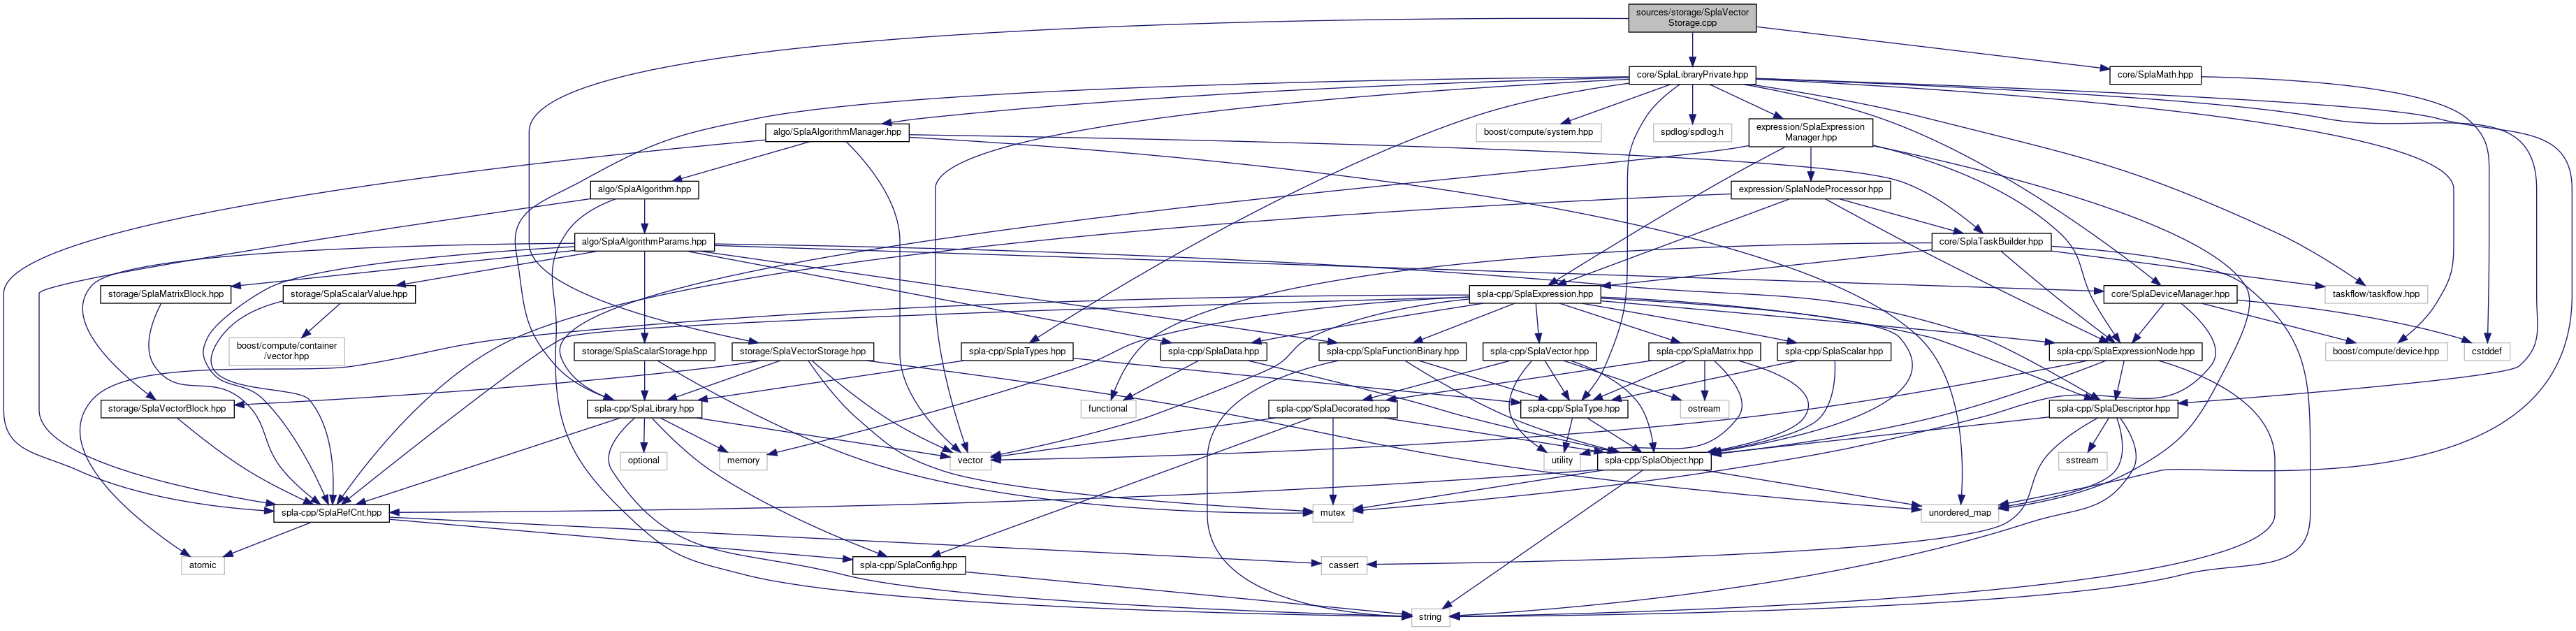 sources/storage/SplaVector
Storage.cpp
core/SplaLibraryPrivate.hpp
core/SplaMath.hpp
algo/SplaAlgorithmManager.hpp
boost/compute/system.hpp
spdlog/spdlog.h
expression/SplaExpression
Manager.hpp
algo/SplaAlgorithm.hpp
expression/SplaNodeProcessor.hpp
algo/SplaAlgorithmParams.hpp
core/SplaTaskBuilder.hpp
storage/SplaMatrixBlock.hpp
storage/SplaScalarValue.hpp
spla-cpp/SplaExpression.hpp
core/SplaDeviceManager.hpp
taskflow/taskflow.hpp
boost/compute/container
/vector.hpp
storage/SplaScalarStorage.hpp
storage/SplaVectorStorage.hpp
spla-cpp/SplaTypes.hpp
spla-cpp/SplaData.hpp
spla-cpp/SplaFunctionBinary.hpp
spla-cpp/SplaVector.hpp
spla-cpp/SplaMatrix.hpp
spla-cpp/SplaScalar.hpp
spla-cpp/SplaExpressionNode.hpp
boost/compute/device.hpp
cstddef
storage/SplaVectorBlock.hpp
spla-cpp/SplaLibrary.hpp
functional
spla-cpp/SplaDecorated.hpp
spla-cpp/SplaType.hpp
ostream
spla-cpp/SplaDescriptor.hpp
optional
memory
vector
utility
spla-cpp/SplaObject.hpp
sstream
spla-cpp/SplaRefCnt.hpp
mutex
unordered_map
atomic
spla-cpp/SplaConfig.hpp
cassert
string